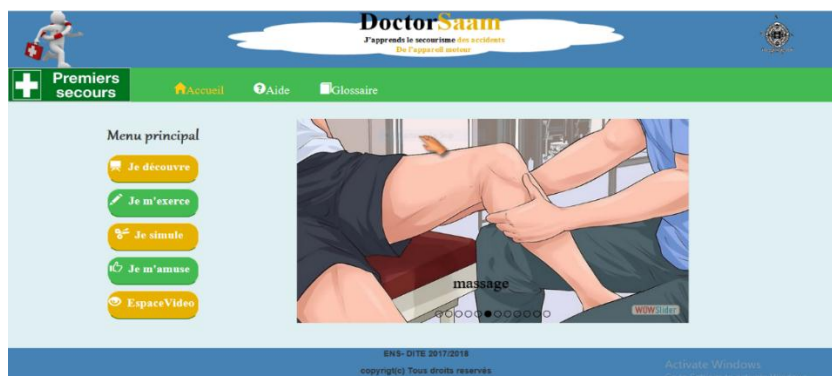 DoctorSaam
J'apprends le secourisme des accidents
De l'appareil moteur
Premiers
secours
Accueil
Aide
Glossaire
Menu principal
Je découvre
Je m'exerce
Je simule
Je m'amuse
EspaceVideo
massage
WOWSlider
ENS- DITE 2017/2018
copyrigt(c) Tous droits reservés
Activate Windows